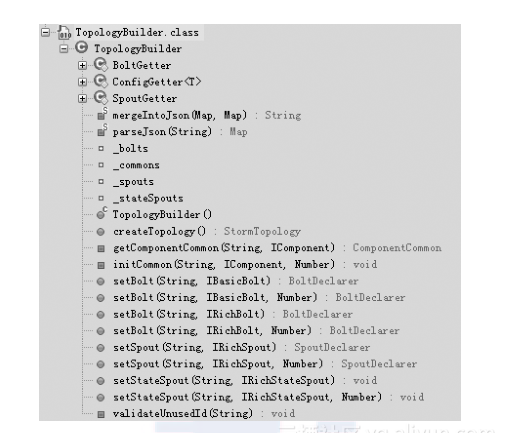 TopologyBuilder.class
TopologyBuilder
BoltGetter
ConfigGetter<T>
SpoutGetter
mergeIntoJson(Map, Map) : String
parseJson(String) : Map
_bolts
_commons
_spouts
_stateSpouts
TopologyBuilder()
createTopology() : StormTopology
getComponentCommon(String, IComponent) : ComponentCommon
initCommon(String, IComponent, Number) : void
setBolt(String, IBasicBolt) : BoltDeclarer
setBolt(String, IBasicBolt, Number) : BoltDeclarer
setBolt(String, IRichBolt) : BoltDeclarer
setBolt(String, IRichBolt, Number) : BoltDeclarer
setSpout(String, IRichSpout) : SpoutDeclarer
setSpout(String, IRichSpout, Number) : SpoutDeclarer
setStateSpout(String, IRichStateSpout) : void
setStateSpout(String, IRichStateSpout, Number) : void
validateUnusedId(String) : void